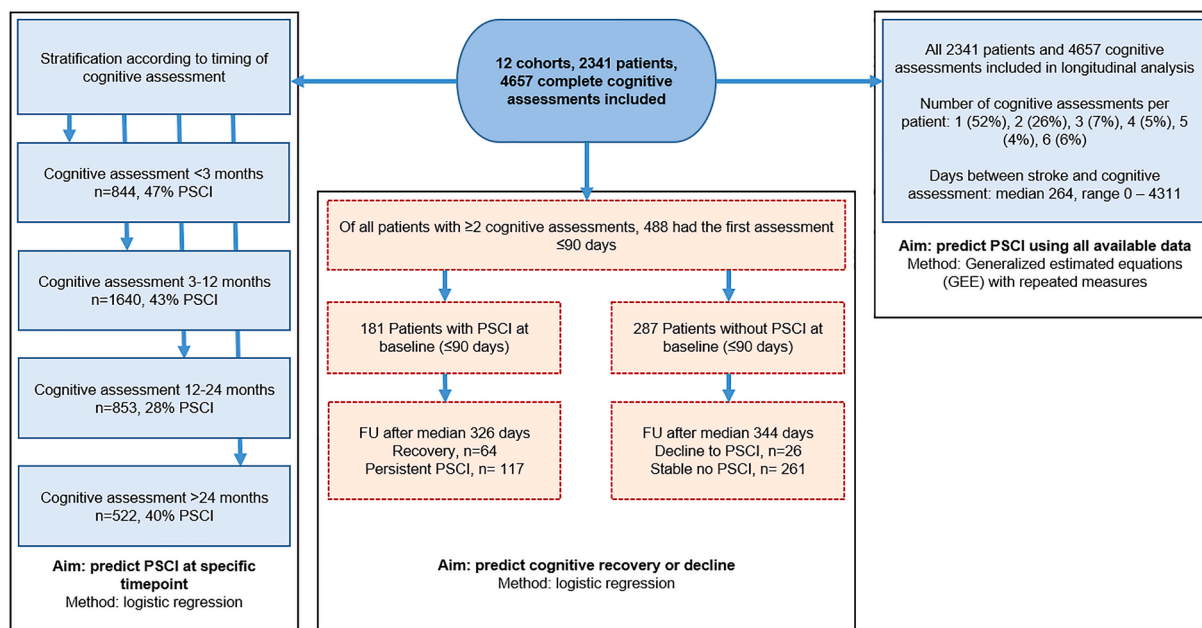 Stratification according to timing of
cognitive assessment
Cognitive assessment <3 months
n=844, 47% PSCI
Cognitive assessment 3-12 months
n=1640, 43% PSCI
Cognitive assessment 12-24 months
n=853, 28% PSCI
Cognitive assessment >24 months
n=522, 40% PSCI
Aim: predict PSCI at specific
timepoint
Method: logistic regression
12 cohorts, 2341 patients,
4657 complete cognitive
assessments included
Of all patients with ≥2 cognitive assessments, 488 had the first assessment
≤90 days
181 Patients with PSCI at
baseline (≤90 days)
287 Patients without PSCI at
baseline (≤90 days)
FU after median 326 days
Recovery, n=64
Persistent PSCI, n= 117
FU after median 344 days
Decline to PSCI, n=26
Stable no PSCI, n= 261
Aim: predict cognitive recovery or decline
Method: logistic regression
All 2341 patients and 4657 cognitive
assessments included in longitudinal analysis
Number of cognitive assessments per
patient: 1 (52%), 2 (26%), 3 (7%), 4 (5%), 5
(4%), 6 (6%)
Days between stroke and cognitive
assessment: median 264, range 0 – 4311
Aim: predict PSCI using all available data
Method: Generalized estimated equations
(GEE) with repeated measures